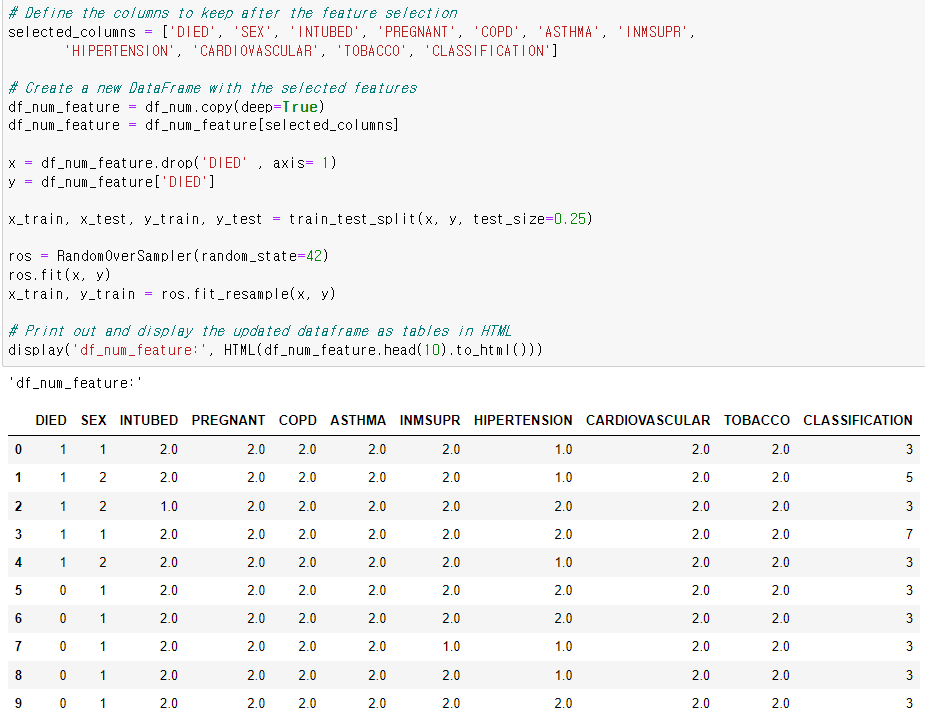 # Define the columns to keep after the feature selection
selected_columns = ['DIED', 'SEX', 'INTUBED', 'PREGNANT', 'COPD', 'ASTHMA', 'INMSUPR',
'HIPERTENSION', 'CARDIOVASCULAR', 'TOBACCO', 'CLASSIFICATION']
# Create a new DataFrame with the selected features
df_num_feature = df_num.copy(deep=True)
df_num_feature = df_num_feature[selected_columns]
x = df_num_feature.drop('DIED' , axis= 1)
y = df_num_feature['DIED']
x_train, x_test, y_train, y_test = train_test_split(x, y, test_size=0.25)
ros = RandomOverSampler(random_state=42)
ros.fit(x, y)
x_train, y_train = ros.fit_resample(x, y)
# Print out and display the updated dataframe as tables in HTML
display('df_num_feature:', HTML(df_num_feature.head(10).to_html()))
'df_num_feature:'
DIED SEX INTUBED PREGNANT COPD ASTHMA INMSUPR HIPERTENSION CARDIOVASCULAR TOBACCO CLASSIFICATION
0 1 1 2.0 2.0 2.0 2.0 2.0 1.0 2.0 2.0 3
1 1 2 2.0 2.0 2.0 2.0 2.0 1.0 2.0 2.0 5
2 1 2 1.0 2.0 2.0 2.0 2.0 2.0 2.0 2.0 3
3 1 1 2.0 2.0 2.0 2.0 2.0 2.0 2.0 2.0 7
4 1 2 2.0 2.0 2.0 2.0 2.0 1.0 2.0 2.0 3
5 0 1 2.0 2.0 2.0 2.0 2.0 2.0 2.0 2.0 3
6 0 1 2.0 2.0 2.0 2.0 2.0 2.0 2.0 2.0 3
7 0 1 2.0 2.0 2.0 2.0 1.0 1.0 2.0 2.0 3
8 0 1 2.0 2.0 2.0 2.0 2.0 1.0 2.0 2.0 3
9 0 1 2.0 2.0 2.0 2.0 2.0 2.0 2.0 2.0 3